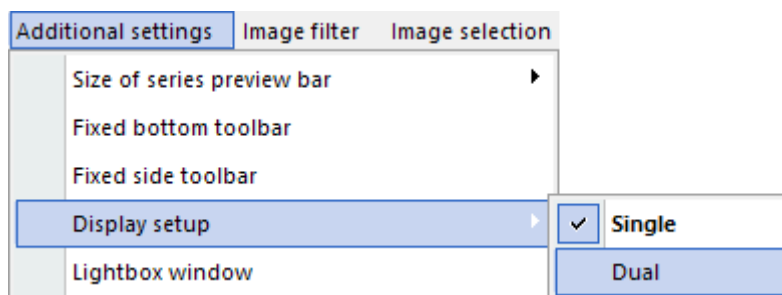 Additional settings Image filter Image selection
Size of series preview bar
Fixed bottom toolbar
Fixed side toolbar
Display setup
Single
Lightbox window
Dual